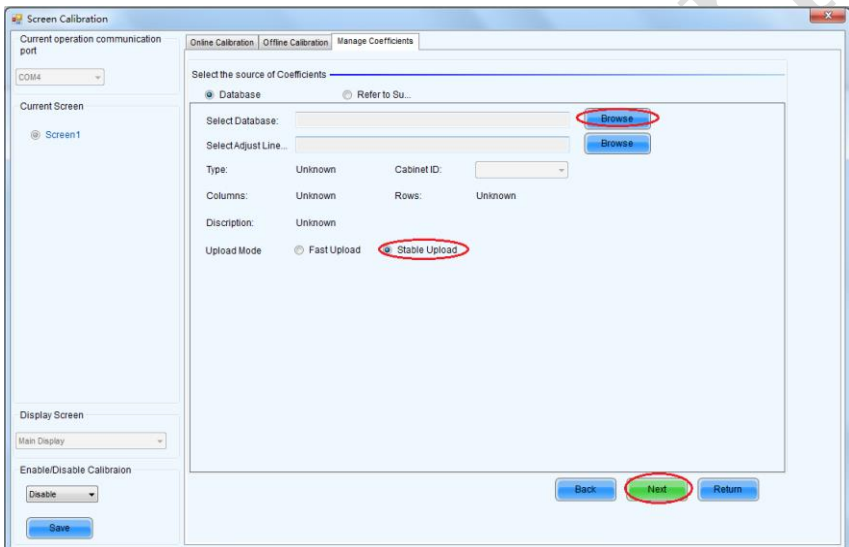 Screen Calibration
Current operation communication
port
COM4
Current Screen
Screen1
Display Screen
Main Display
Enable/Disable Calibraion
Disable
Save
Online Calibration Offline Calibration Manage Coefficients
Select the source of Coefficients
Database Refer to Su...
Select Database: Browse
Select Adjust Line... Browse
Type: Unknown Cabinet ID:
Columns: Unknown Rows: Unknown
Discription: Unknown
Upload Mode Fast Upload Stable Upload
Back Next Return